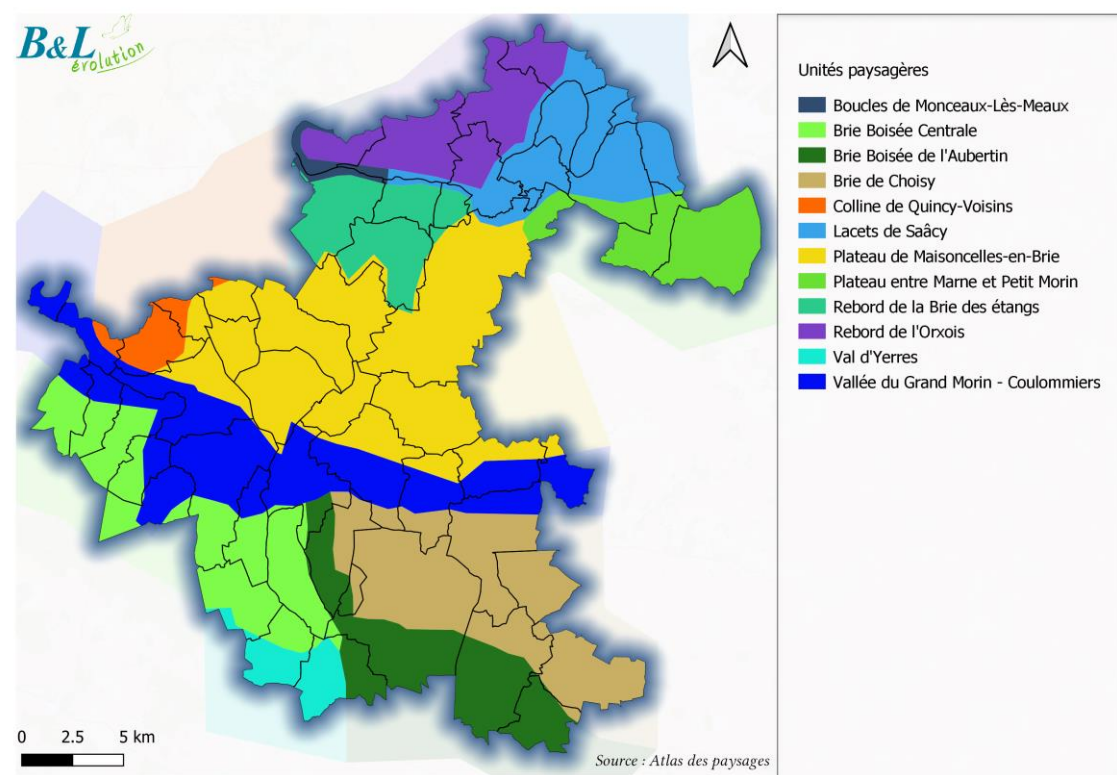 B&L
évolution
Unités paysagères
Boucles de Monceaux-Lès-Meaux
Brie Boisée Centrale
Brie Boisée de l'Aubertin
Brie de Choisy
Colline de Quincy-Voisins
Lacets de Saâcy
Plateau de Maisoncelles-en-Brie
Plateau entre Marne et Petit Morin
Rebord de la Brie des étangs
Rebord de l'Orxois
Val d'Yerres
Vallée du Grand Morin - Coulommiers
0 2.5 5 km
Source : Atlas des paysages